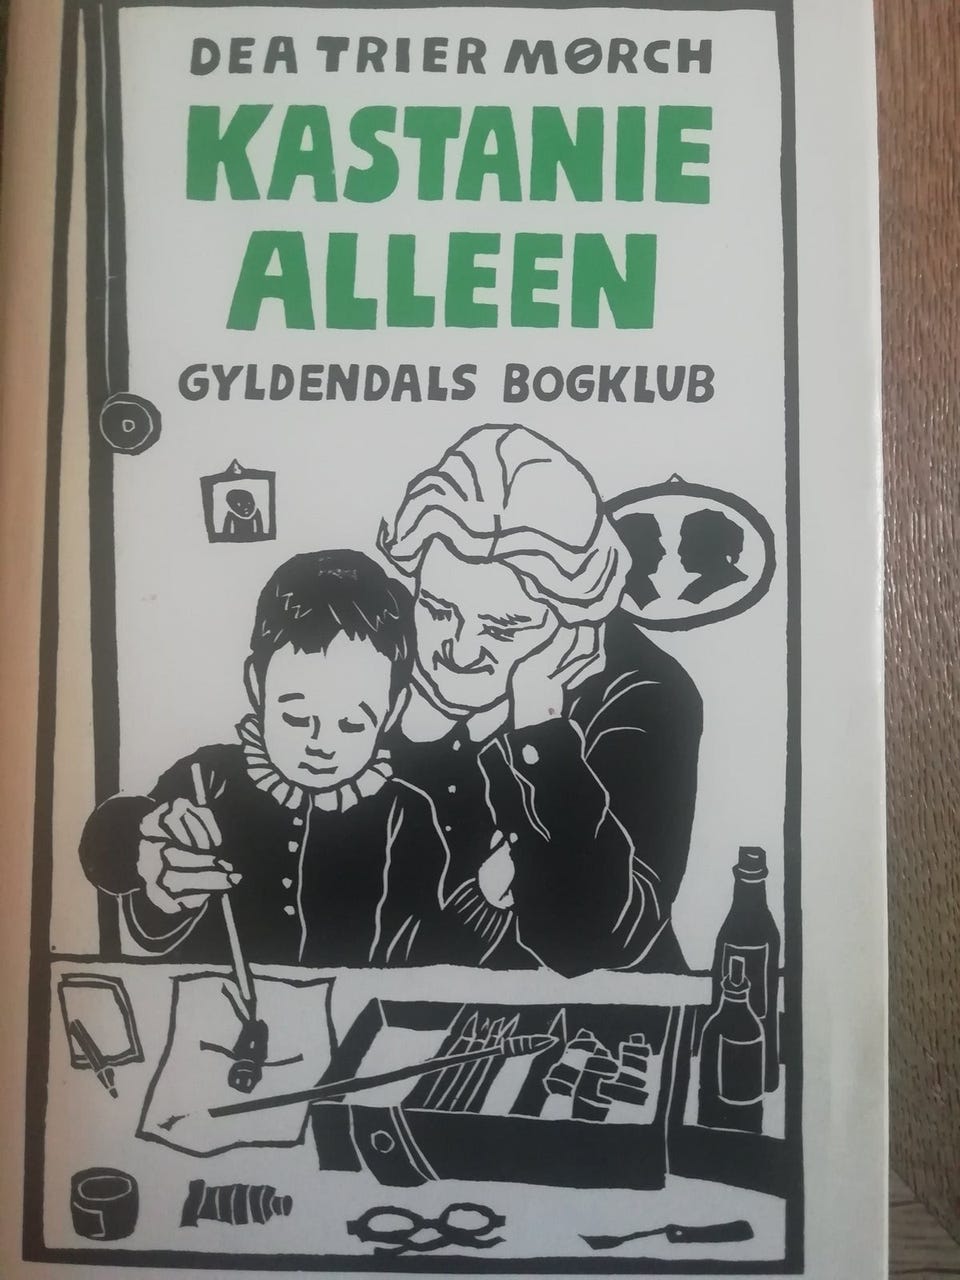 DEA TRIER MØRCH
KASTANIE
ALLEEN
GYLDENDALS BOGKLUB